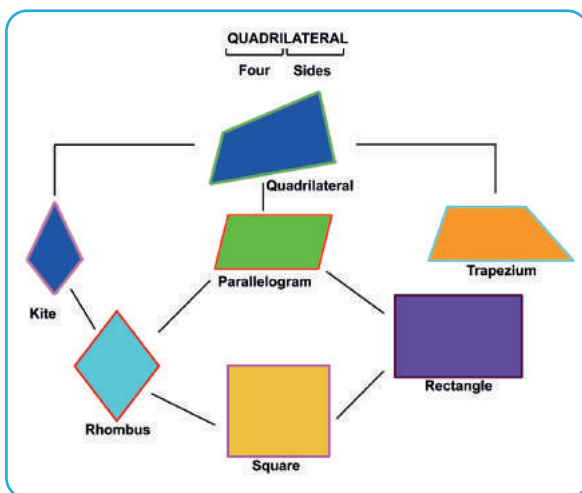 QUADRILATERAL
Four Sides
Quadrilateral
Parallelogram
Trapezium
Kite
Rectangle
Rhombus
Square